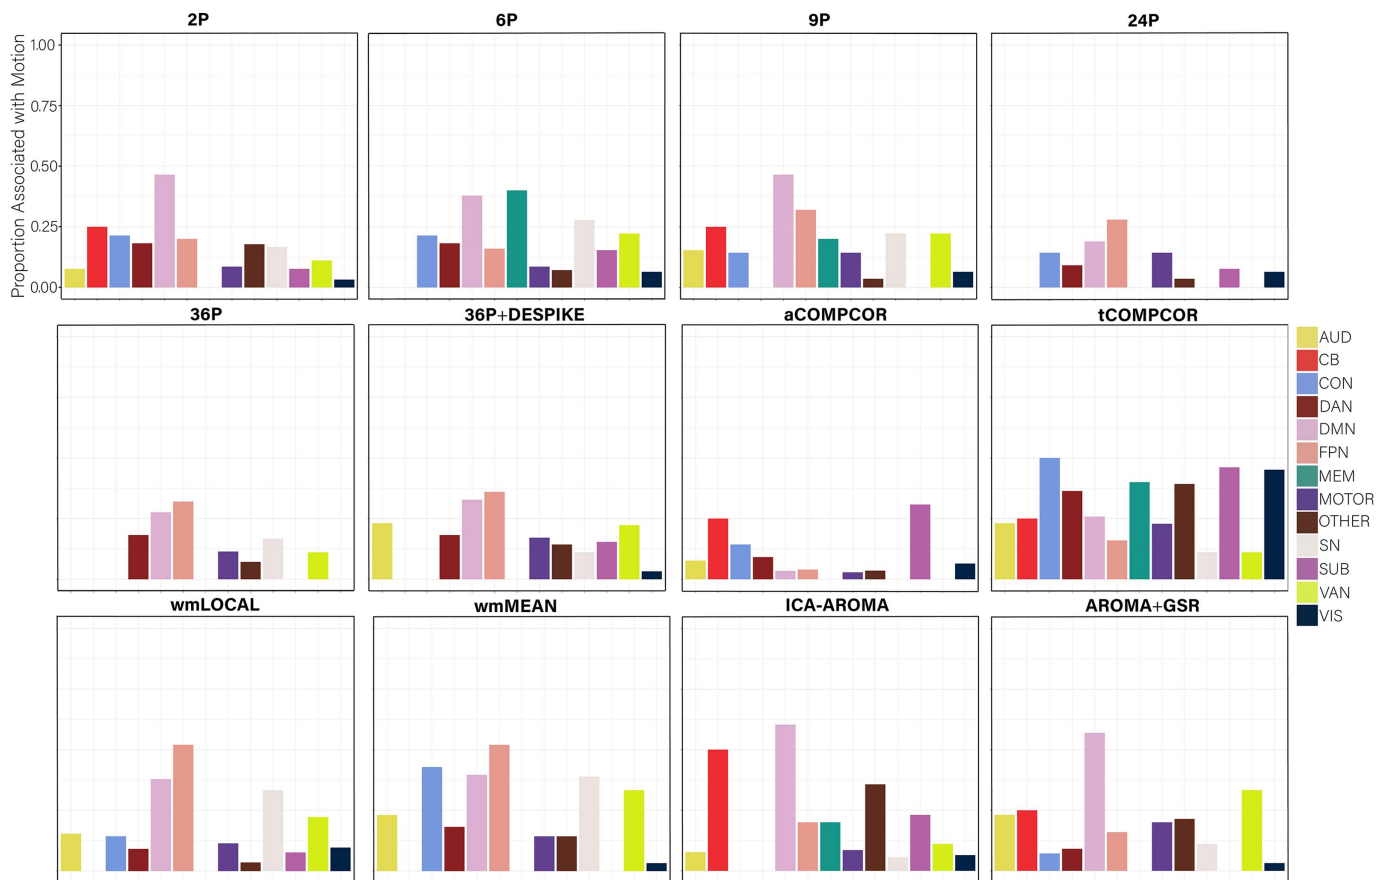 2P 6P 9P 24P
Proportion Associated with Motion
1.00
0.75
0.50
0.25
0.00
36P 36P+DESPIKE aCOMPCOR tCOMPCOR
AUD
CB
CON
DAN
DMN
FPN
MEM
MOTOR
OTHER
SN
SUB
VAN
VIS
wmLOCAL wmMEAN ICA-AROMA AROMA+GSR